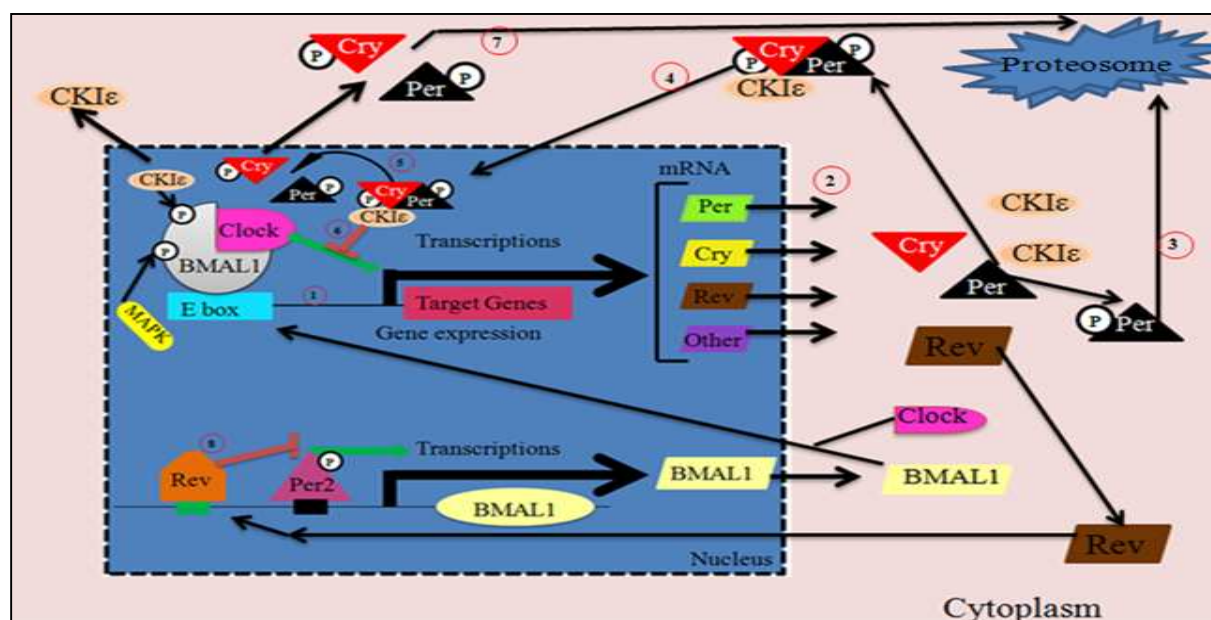 P
Cry
7
P
Per
P
Cry
P
Per
CKIε
4
Proteosome
CKIε
P
Cry
5
P
Per
P
Cry
P
Per
CKIε
CKIε
P
Clock
6
P
BMAL1
MAPK
E box
1
Transcriptions
Target Genes
Gene expression
mRNA
2
Per
Cry
Rev
Other
CKIε
Cry
CKIε
Per
3
P
Per
Rev
Clock
BMAL1
8
Transcriptions
Rev
P
Per2
BMAL1
BMAL1
Rev
Nucleus
Cytoplasm